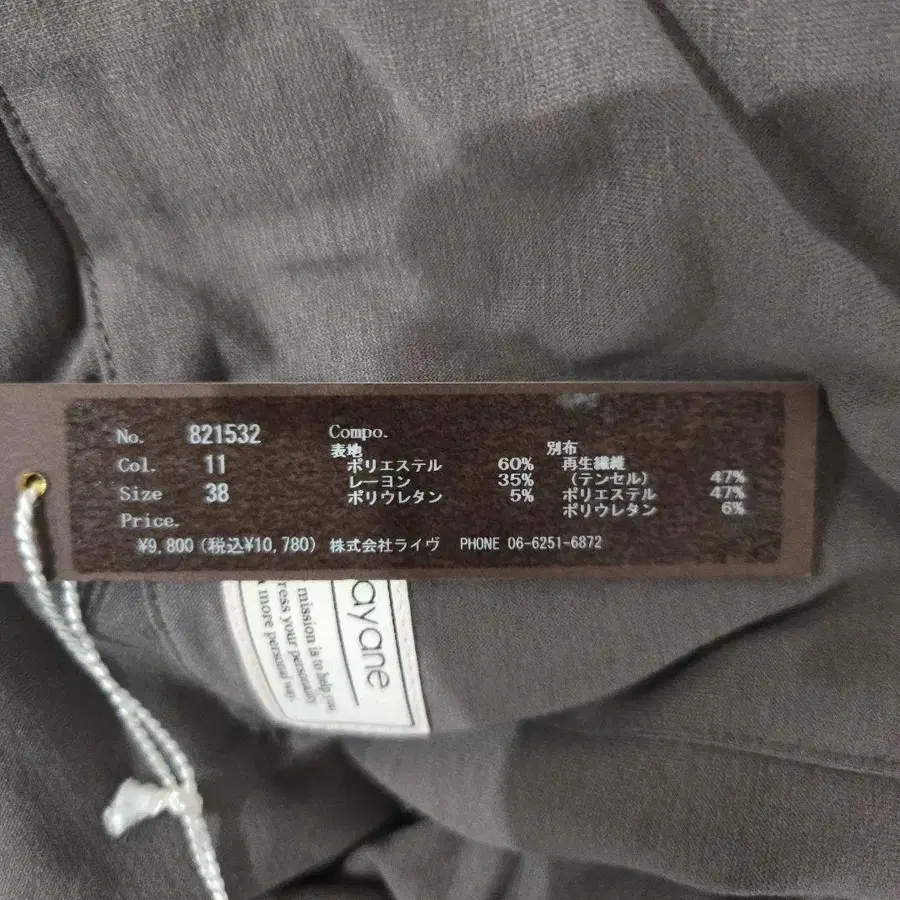 No. 821532
Col. 11
Size 38
Price.
¥9,800 (税込¥10,780) 株式会社ライヴ PHONE 06-6251-6872
Compo.
表地
ポリエステル 60%
レーヨン 35%
ポリウレタン 5%
別布
再生繊維
(テンセル) 47%
ポリエステル 47%
ポリウレタン 6%
ayane
mission is to help you
ress your personality
more personal way.